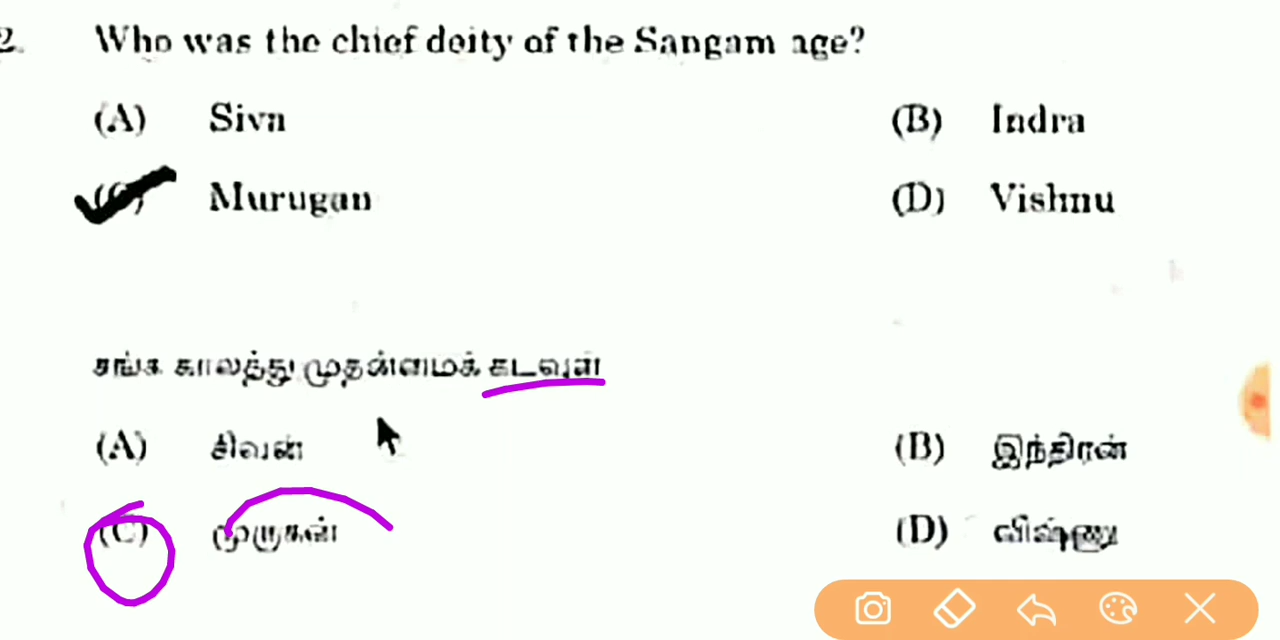 2. Who was the chief deity of the Sangam age?
(A) Siva (B) Indra
(C) Murugan (D) Vishnu
சங்க காலத்து முதன்மைக் கடவுள்
(A) சிவன் (B) இந்திரன்
(C) முருகன் (D) விஷ்ணு